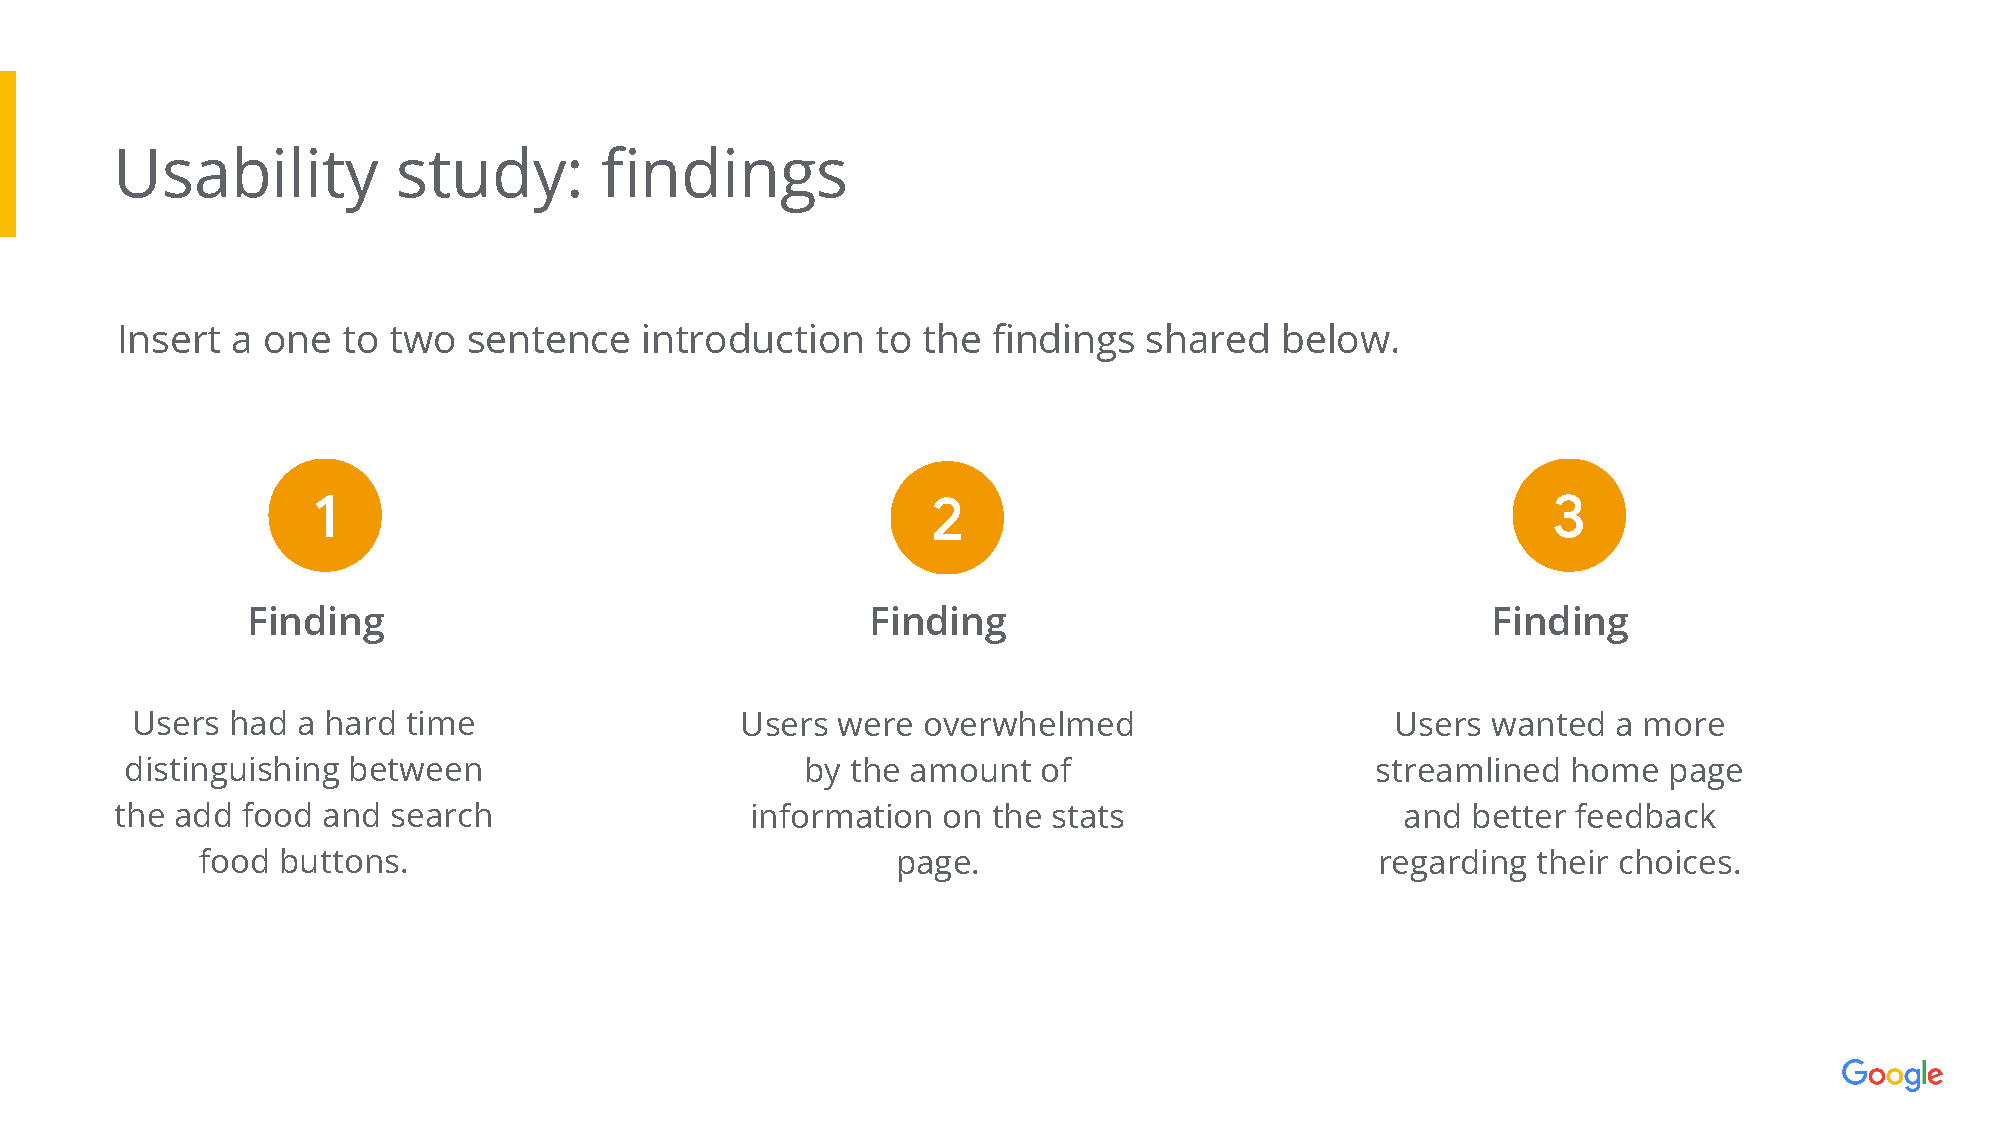 Usability study: findings
Insert a one to two sentence introduction to the findings shared below.
1
Finding
Users had a hard time
distinguishing between
the add food and search
food buttons.
2
Finding
Users were overwhelmed
by the amount of
information on the stats
page.
3
Finding
Users wanted a more
streamlined home page
and better feedback
regarding their choices.
Google